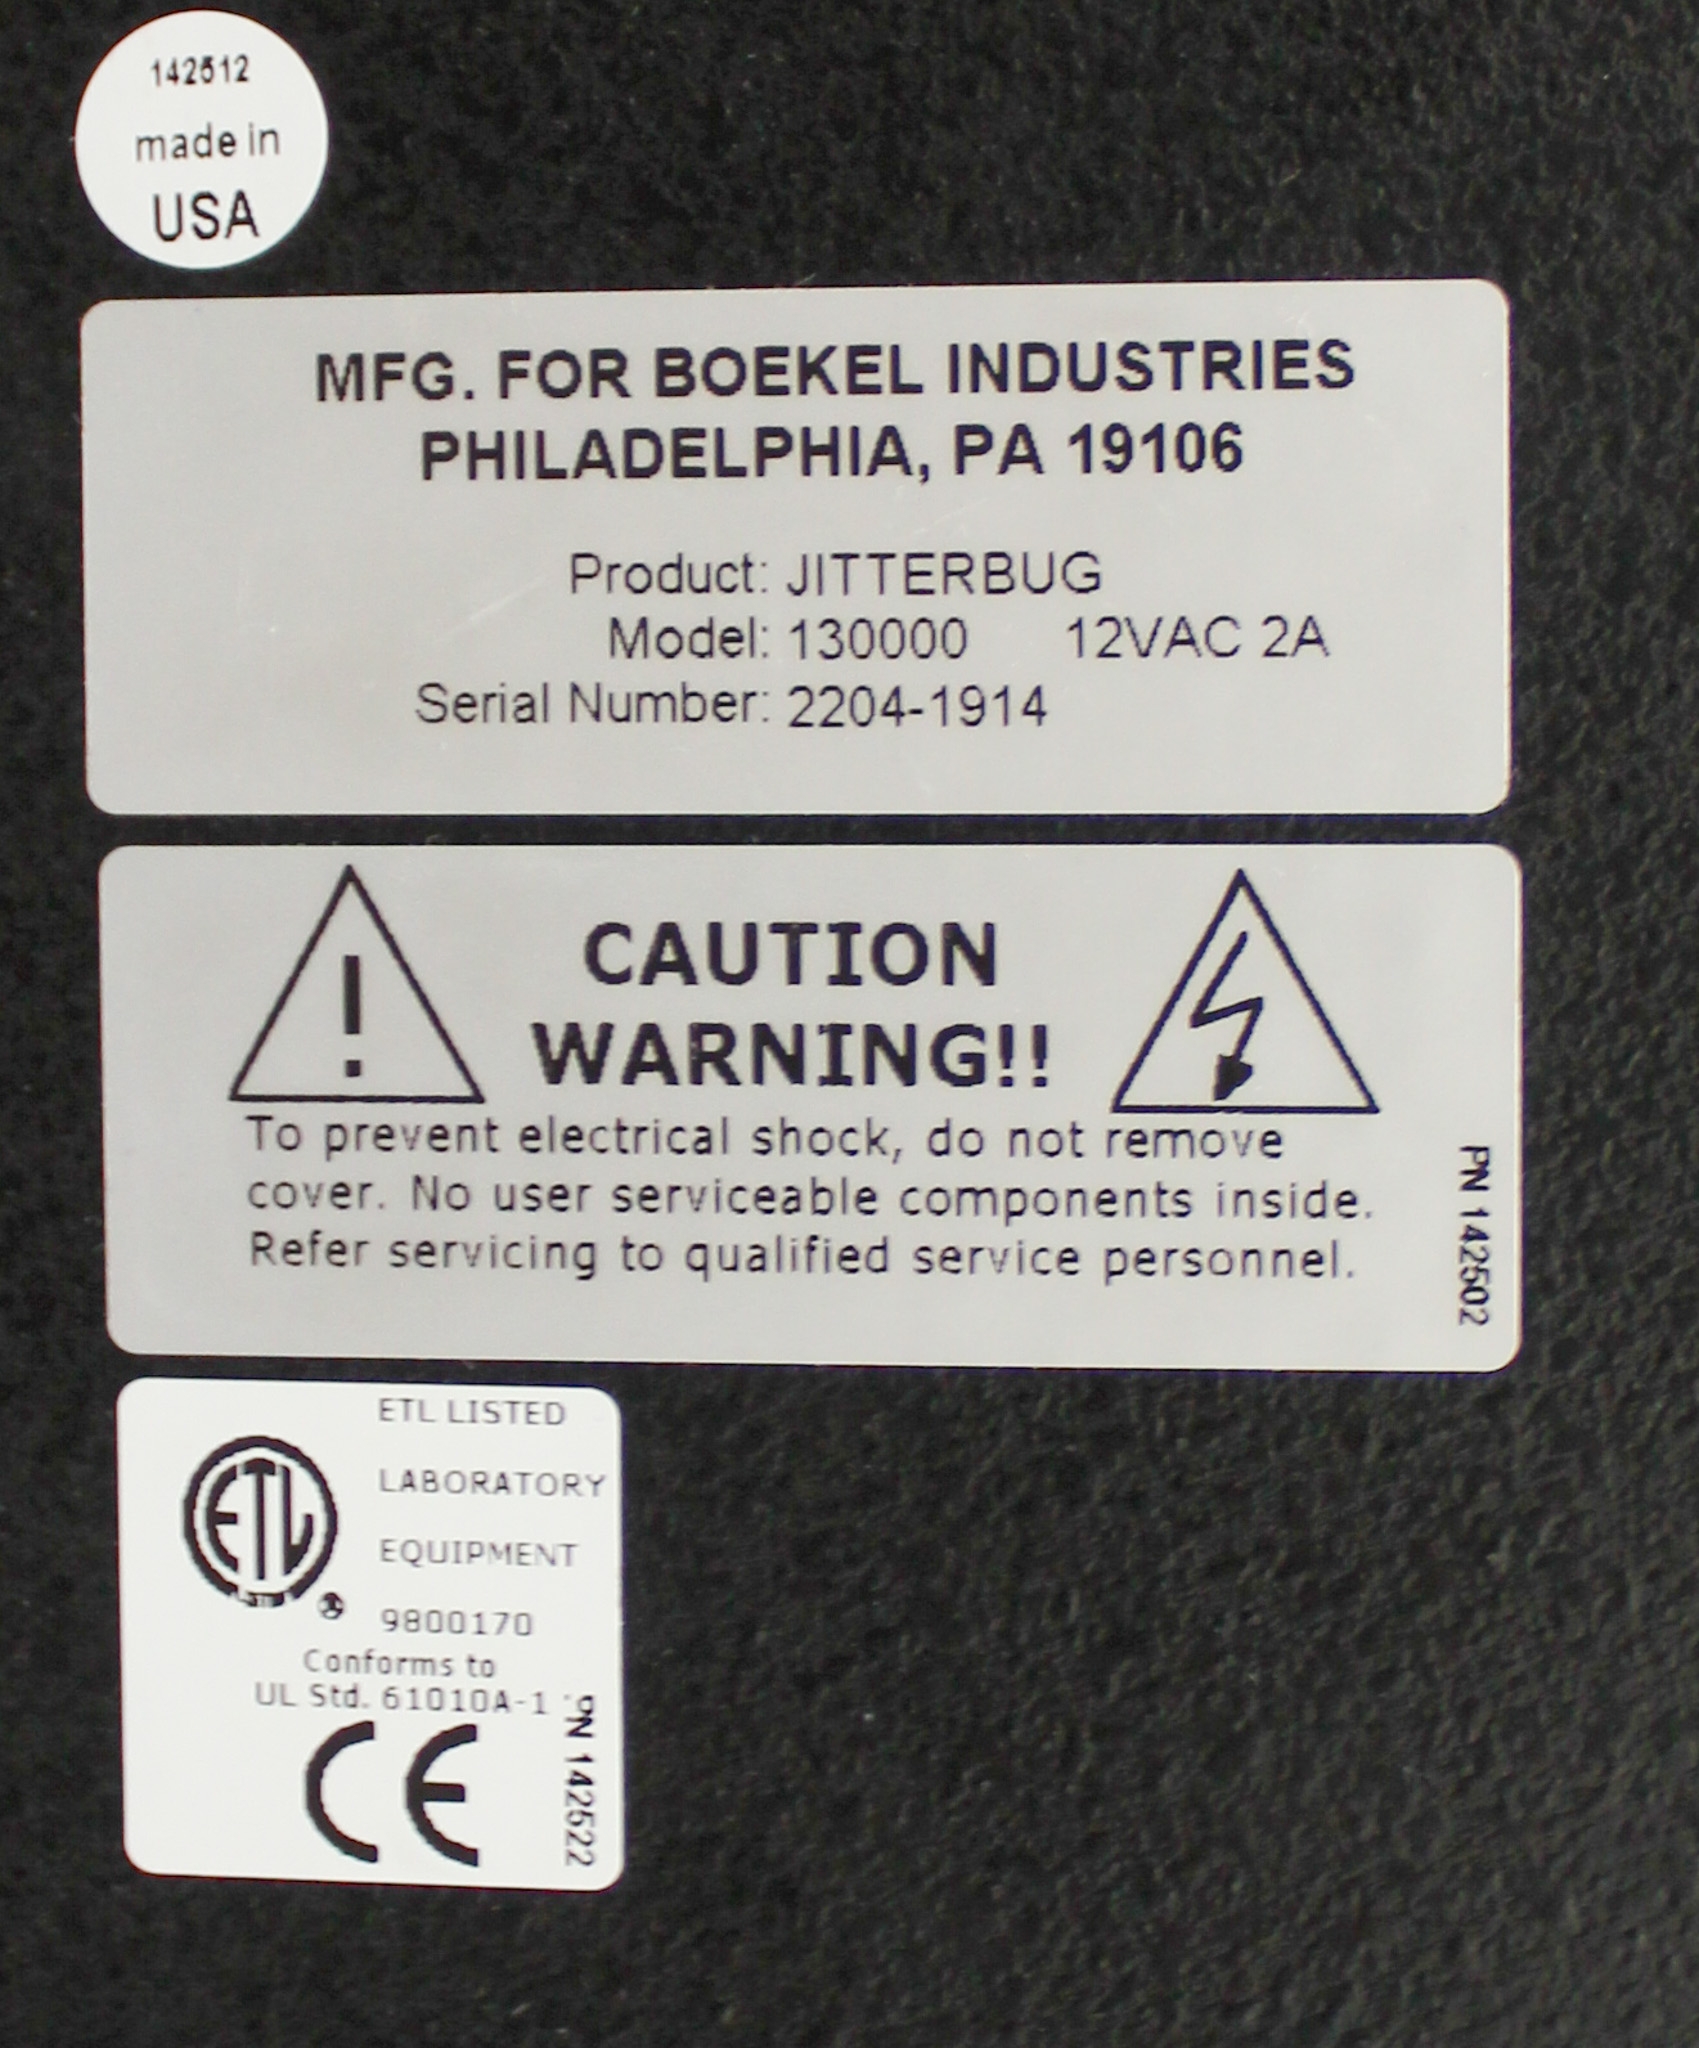 142512
made in
USA
MFG. FOR BOEKEL INDUSTRIES
PHILADELPHIA, PA 19106
Product: JITTERBUG
Model: 130000 12VAC 2A
Serial Number: 2204-1914
CAUTION
WARNING!!
To prevent electrical shock, do not remove
cover. No user serviceable components inside.
Refer servicing to qualified service personnel.
PN 142502
ETL LISTED
LABORATORY
EQUIPMENT
9800170
ETL
Conforms to
UL Std. 61010A-1
CE
PN 142522